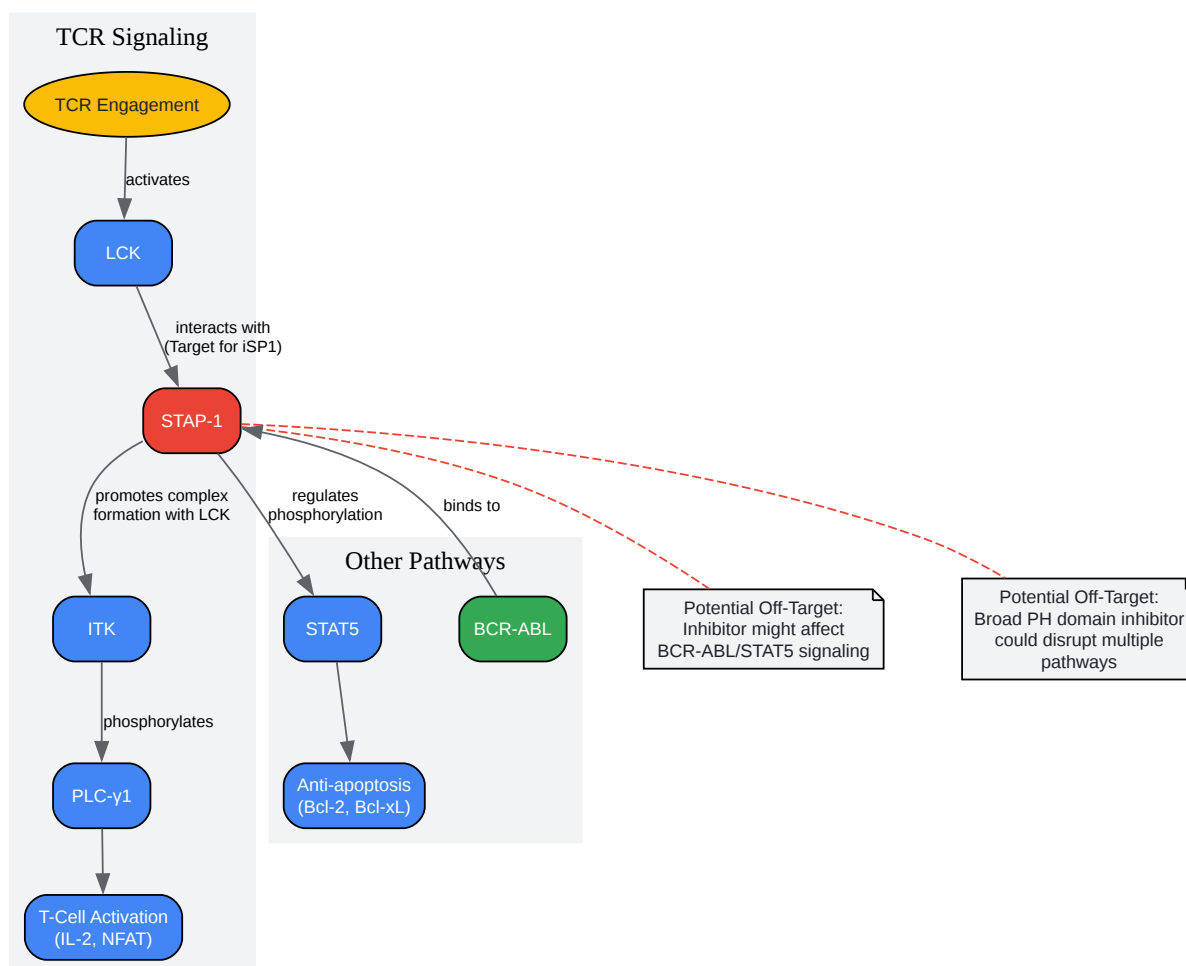 TCR Signaling
TCR Engagement
activates
LCK
interacts with
(Target for iSP1)
STAP-1
promotes complex
formation with LCK
regulates
phosphorylation
binds to
Other Pathways
ITK
STAT5
BCR-ABL
Potential Off-Target:
Inhibitor might affect
BCR-ABL/STAT5 signaling
Potential Off-Target:
Broad PH domain inhibitor
could disrupt multiple
pathways
phosphorylates
PLC-γ1
Anti-apoptosis
(Bcl-2, Bcl-xL)
T-Cell Activation
(IL-2, NFAT)